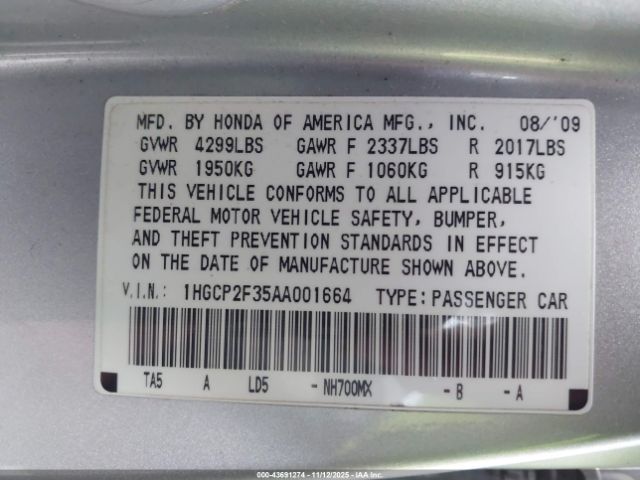 MFD. BY HONDA OF AMERICA MFG., INC. 08/'09
GVWR 4299LBS GAWR F 2337LBS R 2017LBS
GVWR 1950KG GAWR F 1060KG R 915KG
THIS VEHICLE CONFORMS TO ALL APPLICABLE
FEDERAL MOTOR VEHICLE SAFETY, BUMPER,
AND THEFT PREVENTION STANDARDS IN EFFECT
ON THE DATE OF MANUFACTURE SHOWN ABOVE.
V.I.N.: 1HGCP2F35AA001664 TYPE:PASSENGER CAR
TA5 A LD5 -NH700MX -B -A
00-43691274 - 11/12/2025 - IAA Inc.